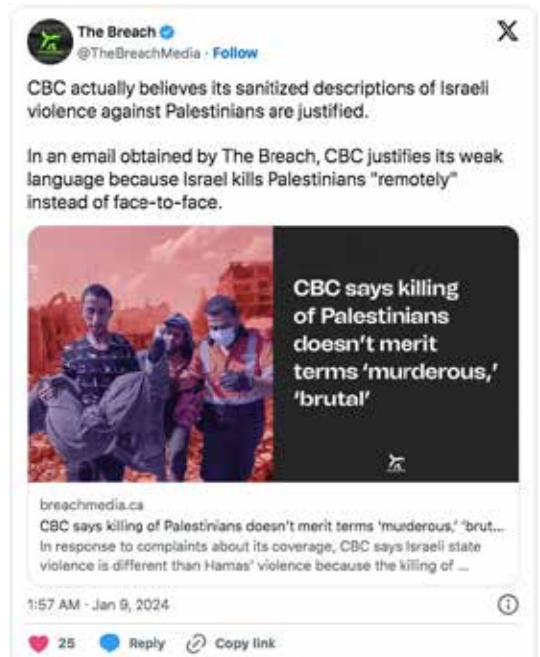 The Breach
@TheBreachMedia · Follow
CBC actually believes its sanitized descriptions of Israeli
violence against Palestinians are justified.
In an email obtained by The Breach, CBC justifies its weak
language because Israel kills Palestinians "remotely"
instead of face-to-face.
CBC says killing
of Palestinians
doesn't merit
terms 'murderous,'
'brutal'
breachmedia.ca
CBC says killing of Palestinians doesn't merit terms 'murderous,' 'brut...
In response to complaints about its coverage, CBC says Israeli state
violence is different than Hamas' violence because the killing of ...
1:57 AM · Jan 9, 2024
25 Reply Copy link